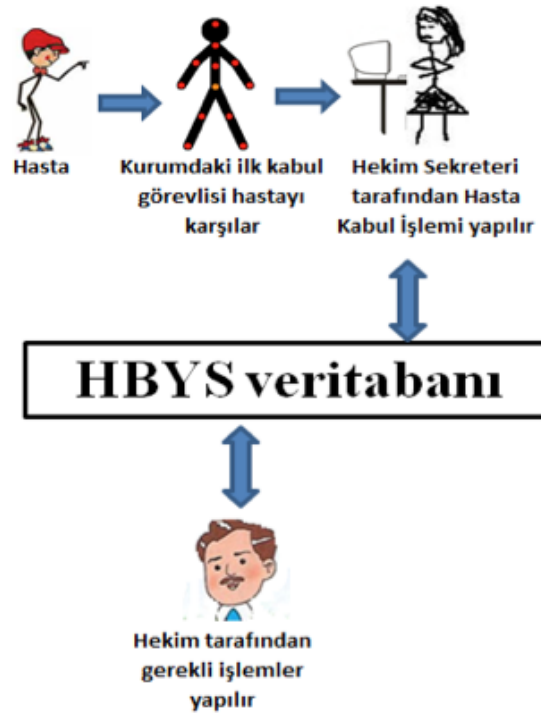 Hasta
Kurumdaki ilk kabul
görevlisi hastayı
karşılar
Hekim Sekreteri
tarafından Hasta
Kabul İşlemi yapılır
HBYS veritabanı
Hekim tarafından
gerekli işlemler
yapılır